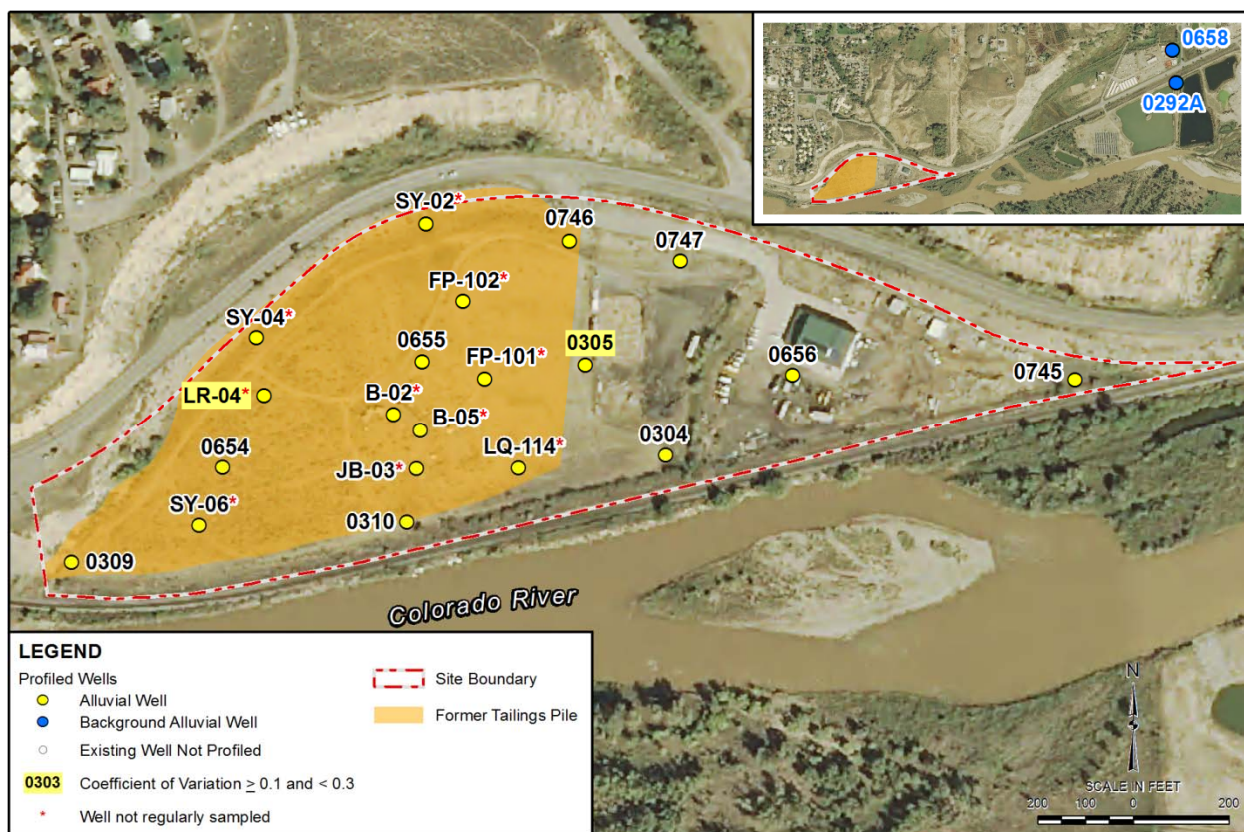 0658
0292A
SY-02*
0746
0747
FP-102*
SY-04*
0655
FP-101*
0305
0656
0745
LR-04*
B-02*
B-05*
0654
JB-03*
LQ-114*
0304
SY-06*
0310
0309
Colorado River
LEGEND
Profiled Wells
Alluvial Well
Background Alluvial Well
Existing Well Not Profiled
0303 Coefficient of Variation ≥ 0.1 and < 0.3
* Well not regularly sampled
Site Boundary
Former Tailings Pile
N
SCALE IN FEET
200 100 0 200